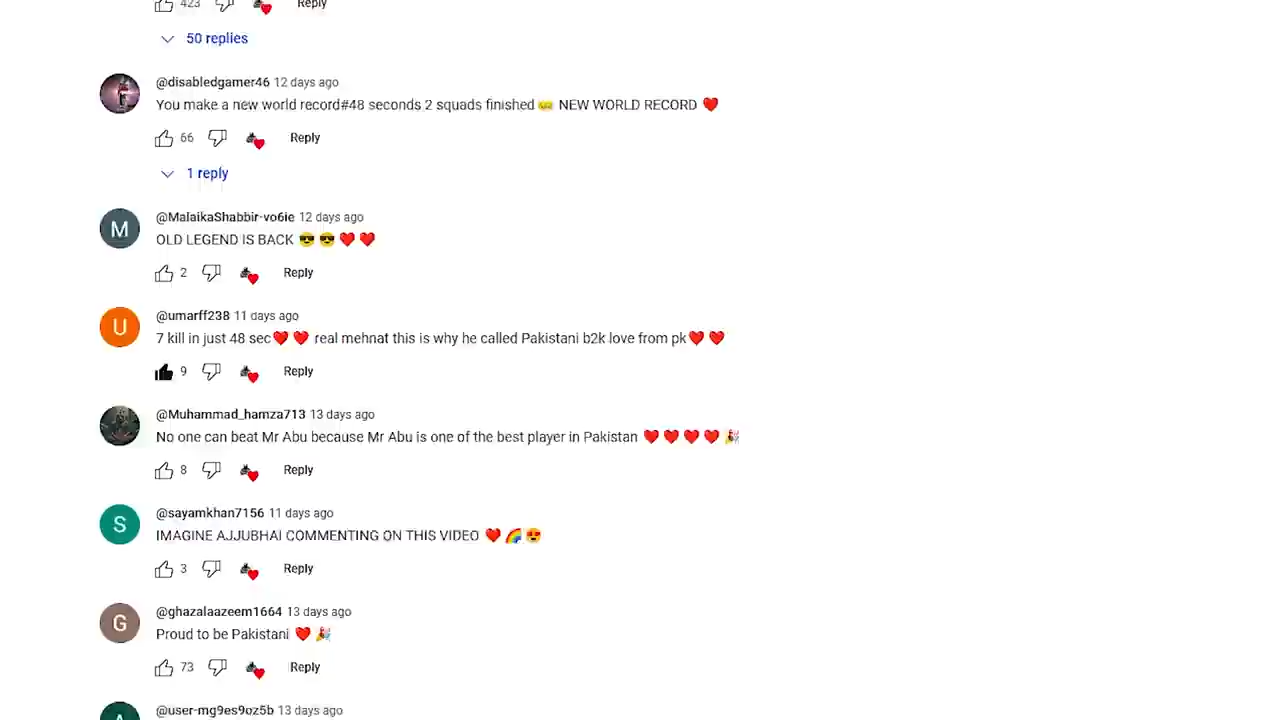 423 Reply
50 replies
@disabledgamer46 12 days ago
You make a new world record#48 seconds 2 squads finished NEW WORLD RECORD ❤️
66 Reply
1 reply
M
@MalaikaShabbir-vo6ie 12 days ago
OLD LEGEND IS BACK 😎😎❤️❤️
2 Reply
U
@umarff238 11 days ago
7 kill in just 48 sec❤️❤️ real mehnat this is why he called Pakistani b2k love from pk❤️❤️
9 Reply
@Muhammad_hamza713 13 days ago
No one can beat Mr Abu because Mr Abu is one of the best player in Pakistan ❤️❤️❤️❤️🎉
8 Reply
S
@sayamkhan7156 11 days ago
IMAGINE AJJUBHAI COMMENTING ON THIS VIDEO ❤️🌈😍
3 Reply
G
@ghazalaazeem1664 13 days ago
Proud to be Pakistani ❤️🎉
73 Reply
@user-mg9es9oz5b 13 days ago